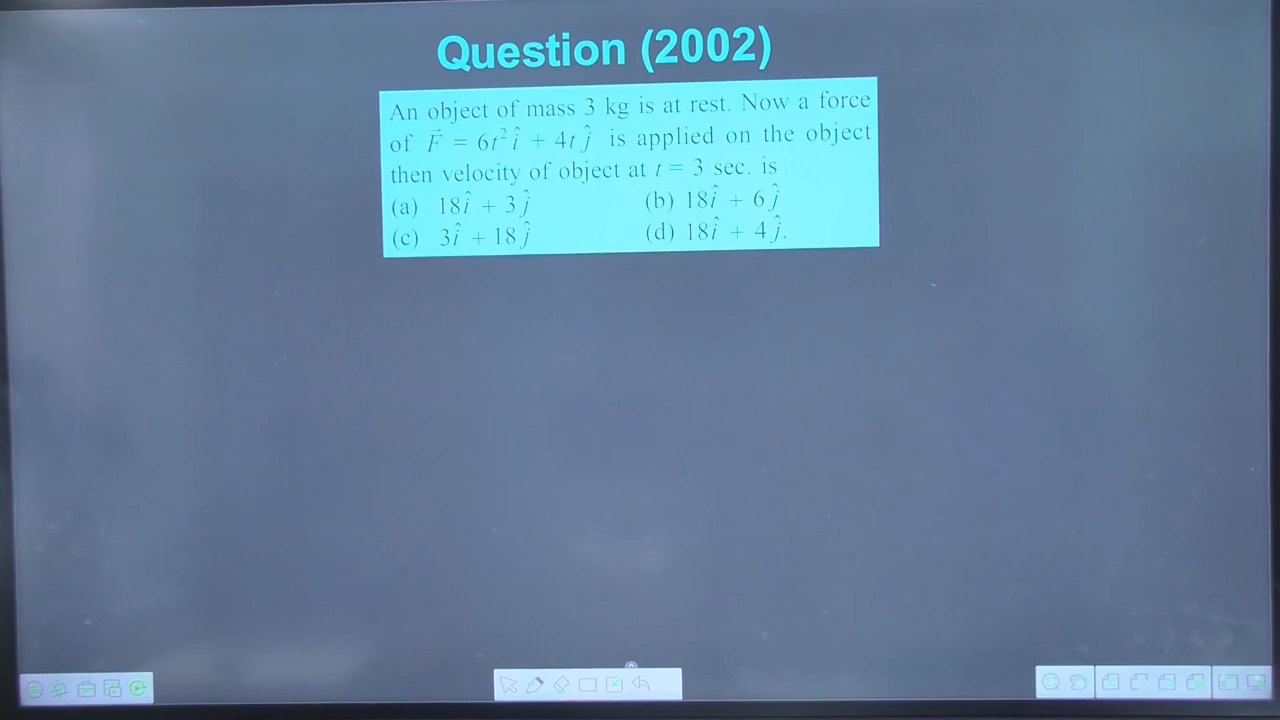 Question (2002)
An object of mass 3 kg is at rest. Now a force
of F⃗ = 6t² î + 4t ĵ is applied on the object
then velocity of object at t = 3 sec. is
(a) 18î + 3ĵ (b) 18î + 6ĵ
(c) 3î + 18ĵ (d) 18î + 4ĵ.